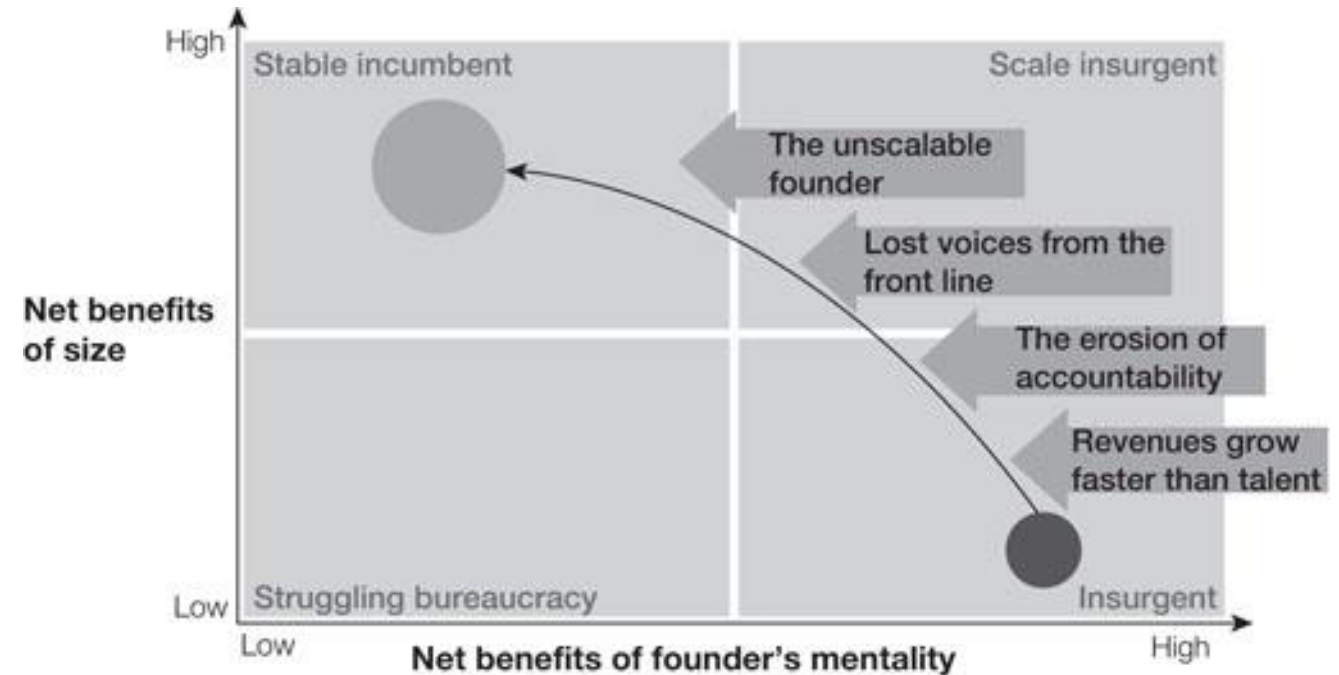 High
Stable incumbent
Scale insurgent
The unscalable
founder
Lost voices from the
front line
Net benefits
of size
The erosion of
accountability
Revenues grow
faster than talent
Low
Struggling bureaucracy
Insurgent
Low
Net benefits of founder’s mentality
High